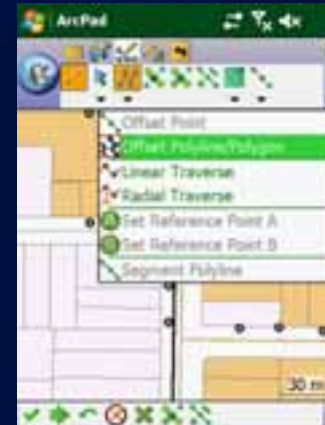 ArcPad
Offset Point
Offset Polyline/Polygon
Linear Traverse
Radial Traverse
Set Reference Point A
Set Reference Point B
Segment Polyline
30 m